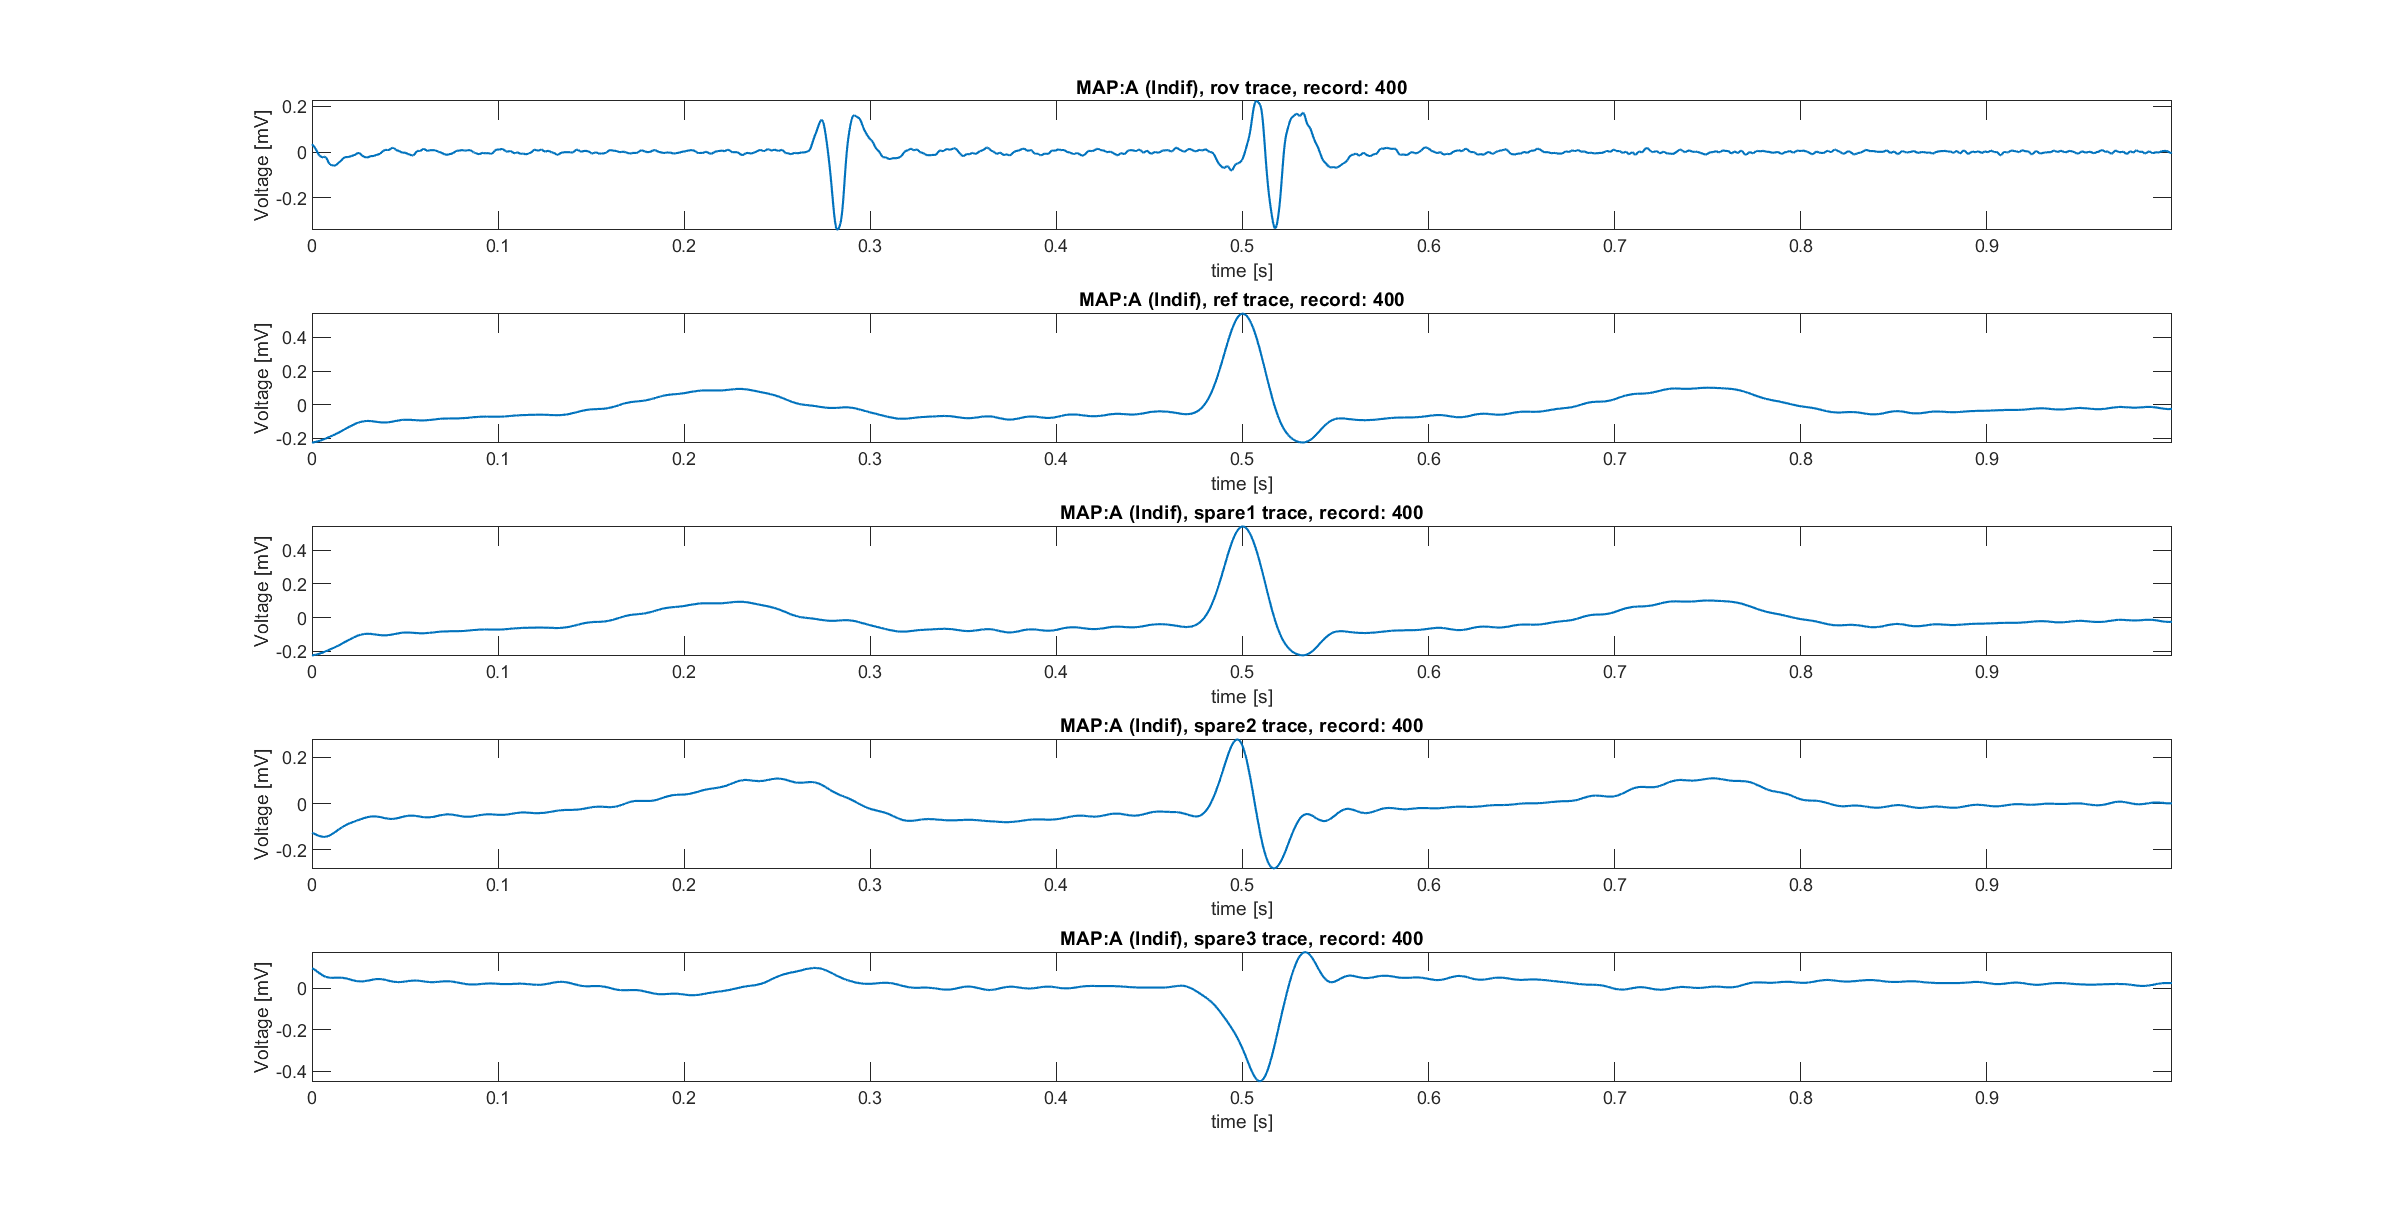 MAP:A (Indif), rov trace, record: 400
Voltage [mV]
0.2
0
-0.2
0 0.1 0.2 0.3 0.4 0.5 0.6 0.7 0.8 0.9
time [s]
MAP:A (Indif), ref trace, record: 400
Voltage [mV]
0.4
0.2
0
-0.2
0 0.1 0.2 0.3 0.4 0.5 0.6 0.7 0.8 0.9
time [s]
MAP:A (Indif), spare1 trace, record: 400
Voltage [mV]
0.4
0.2
0
-0.2
0 0.1 0.2 0.3 0.4 0.5 0.6 0.7 0.8 0.9
time [s]
MAP:A (Indif), spare2 trace, record: 400
Voltage [mV]
0.2
0
-0.2
0 0.1 0.2 0.3 0.4 0.5 0.6 0.7 0.8 0.9
time [s]
MAP:A (Indif), spare3 trace, record: 400
Voltage [mV]
0
-0.2
-0.4
0 0.1 0.2 0.3 0.4 0.5 0.6 0.7 0.8 0.9
time [s]